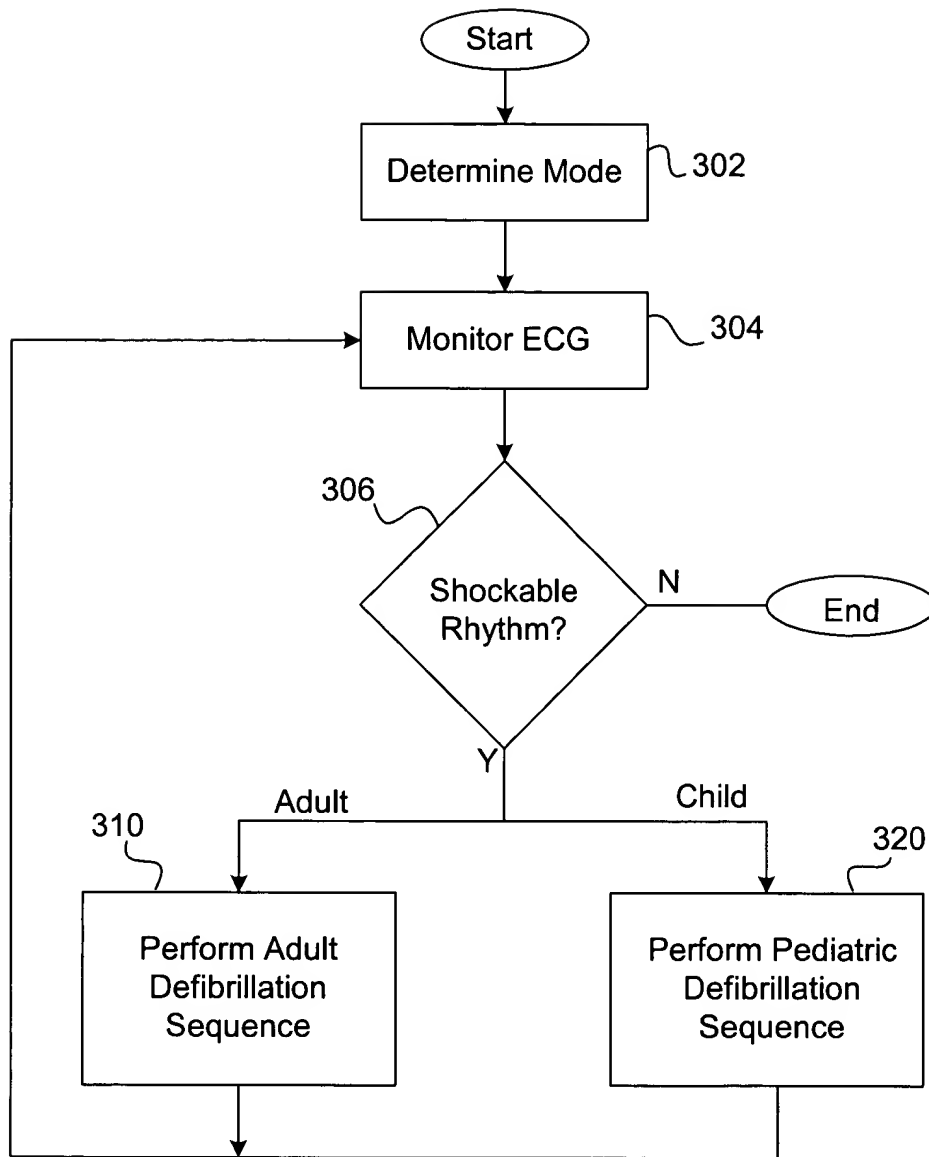 Start
Determine Mode
302
Monitor ECG
304
306
Shockable
Rhythm?
N
End
Y
Adult
Child
310
320
Perform Adult
Defibrillation
Sequence
Perform Pediatric
Defibrillation
Sequence